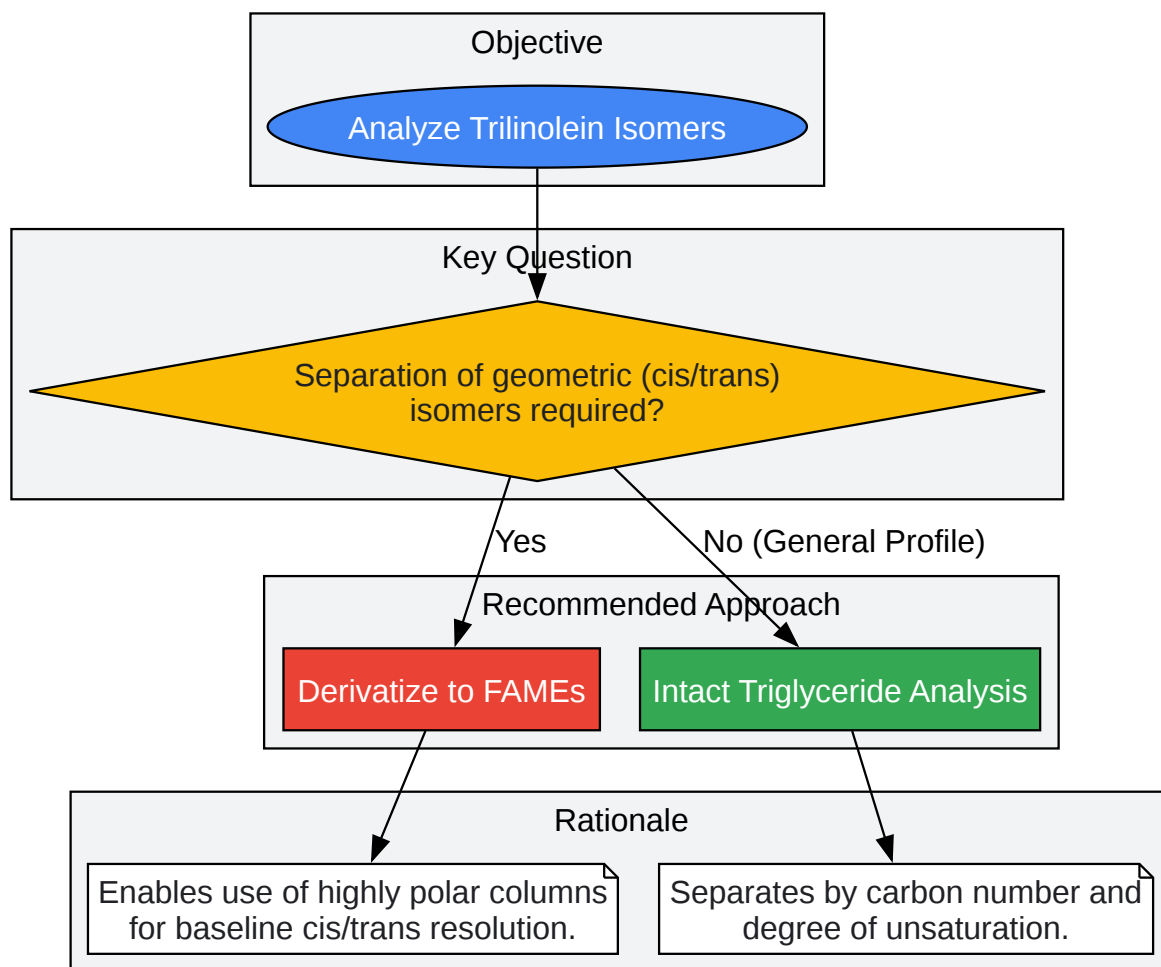 Objective
Analyze Trilinolein Isomers
Key Question
Separation of geometric (cis/trans)
isomers required?
Yes
No (General Profile)
Recommended Approach
Derivatize to FAMEs
Intact Triglyceride Analysis
Rationale
Enables use of highly polar columns
for baseline cis/trans resolution.
Separates by carbon number and
degree of unsaturation.